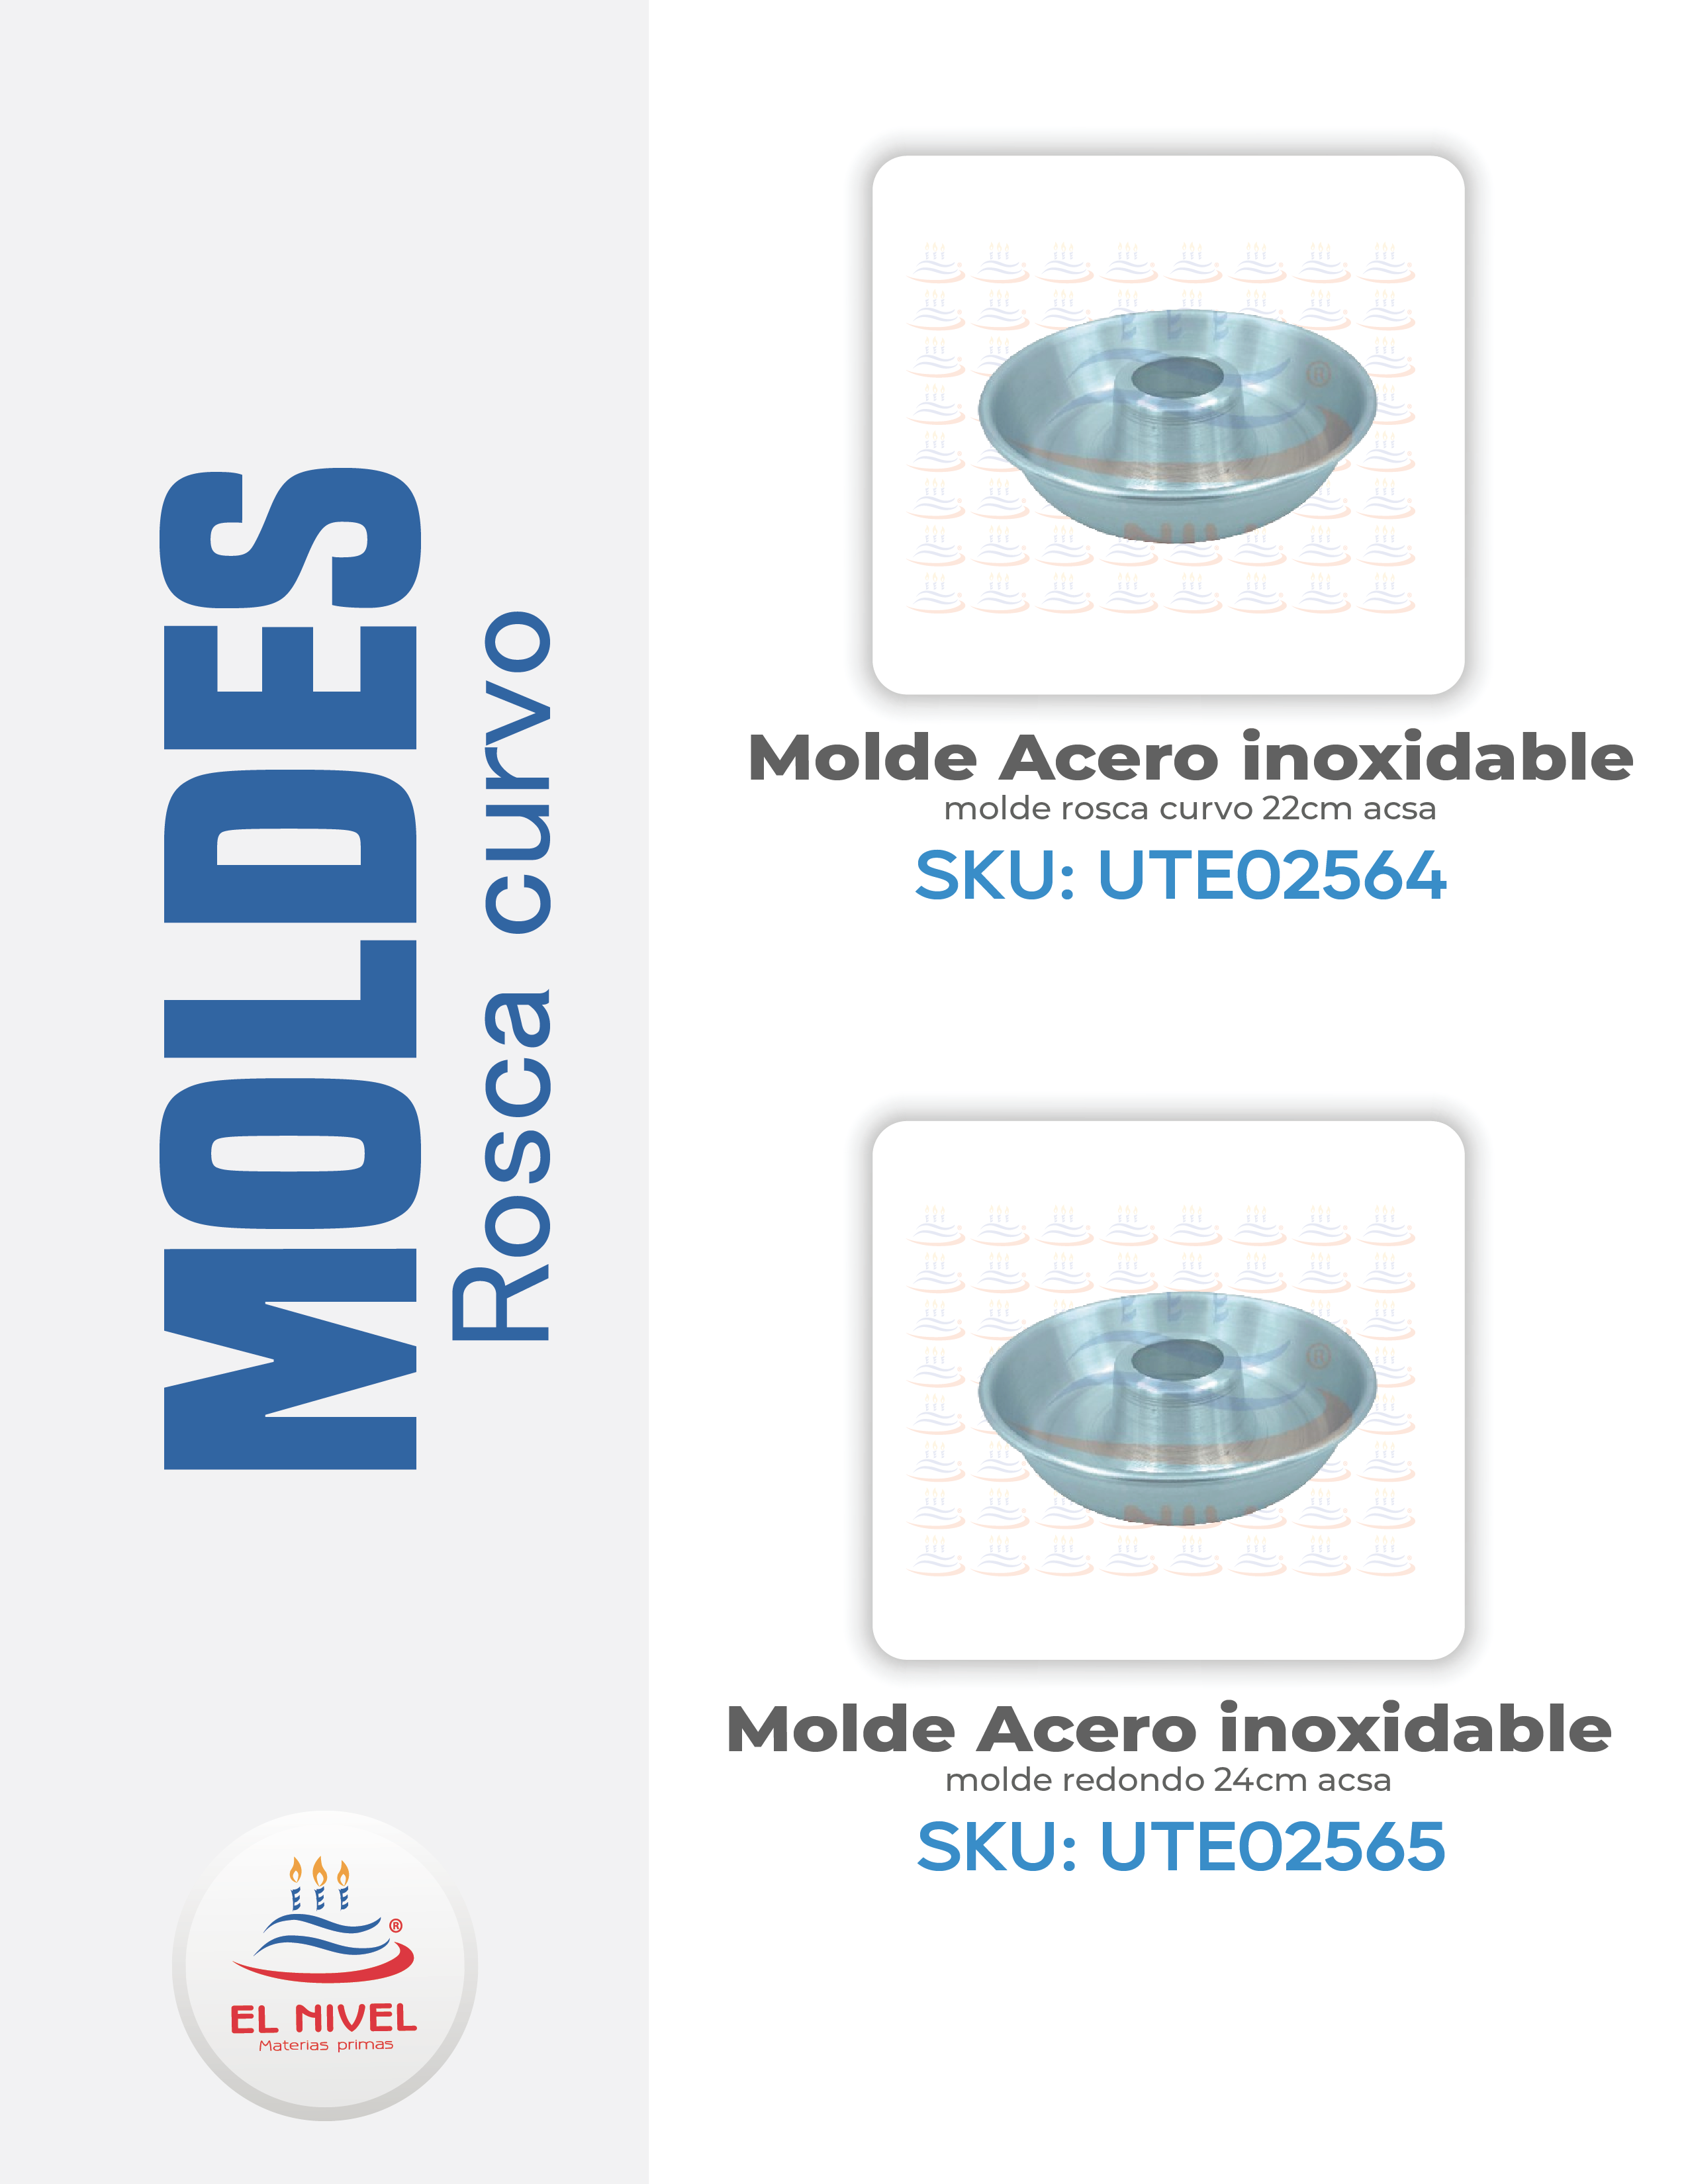 MOLDES
Rosca curvo
Molde Acero inoxidable
molde rosca curvo 22cm acsa
SKU: UTE02564
Molde Acero inoxidable
molde redondo 24cm acsa
SKU: UTE02565
®
EL NIVEL
Materias primas